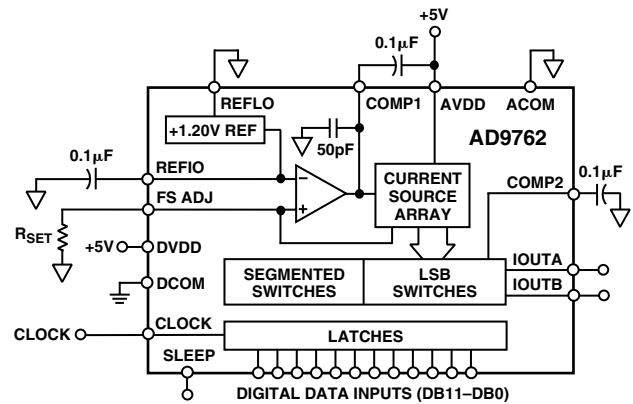 +5V
0.1µF
REFLO
COMP1
AVDD
ACOM
+1.20V REF
50pF
AD9762
0.1µF
REFIO
–
+
FS ADJ
CURRENT
SOURCE
ARRAY
COMP2
0.1µF
RSET
+5V
DVDD
DCOM
SEGMENTED
SWITCHES
LSB
SWITCHES
IOUTA
IOUTB
CLOCK
CLOCK
LATCHES
SLEEP
DIGITAL DATA INPUTS (DB11–DB0)